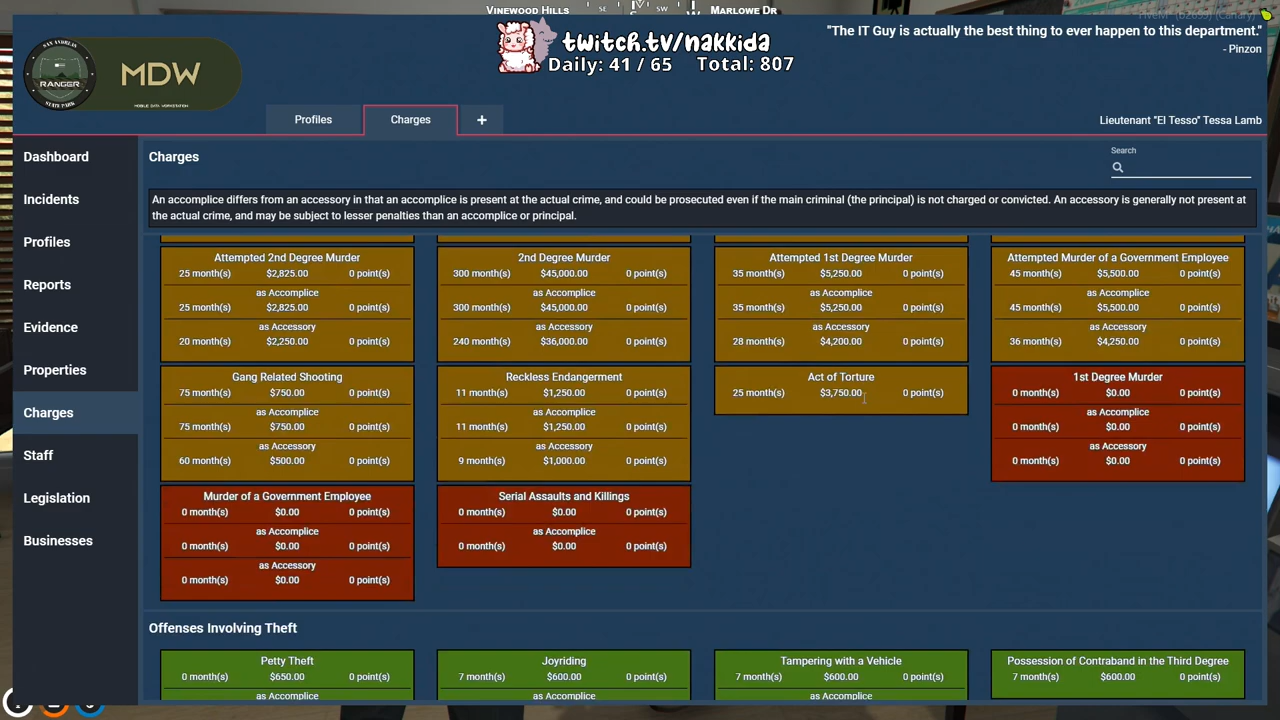 VINEWOOD HILLS
SE
SW
W
MARLOWE DR
twitch.tv/nakkida
Daily: 41 / 65 Total: 807
"The IT Guy is actually the best thing to ever happen to this department."
- Pinzon
SAN ANDREAS
RANGER
STATE PARK
MDW
MOBILE DATA WORKSTATION
Profiles
Charges
+
Lieutenant "El Tesso" Tessa Lamb
Dashboard
Incidents
Profiles
Reports
Evidence
Properties
Charges
Staff
Legislation
Businesses
Charges
Search
An accomplice differs from an accessory in that an accomplice is present at the actual crime, and could be prosecuted even if the main criminal (the principal) is not charged or convicted. An accessory is generally not present at
the actual crime, and may be subject to lesser penalties than an accomplice or principal.
Attempted 2nd Degree Murder
25 month(s) $2,825.00 0 point(s)
as Accomplice
25 month(s) $2,825.00 0 point(s)
as Accessory
20 month(s) $2,250.00 0 point(s)
2nd Degree Murder
300 month(s) $45,000.00 0 point(s)
as Accomplice
300 month(s) $45,000.00 0 point(s)
as Accessory
240 month(s) $36,000.00 0 point(s)
Attempted 1st Degree Murder
35 month(s) $5,250.00 0 point(s)
as Accomplice
35 month(s) $5,250.00 0 point(s)
as Accessory
28 month(s) $4,200.00 0 point(s)
Attempted Murder of a Government Employee
45 month(s) $5,500.00 0 point(s)
as Accomplice
45 month(s) $5,500.00 0 point(s)
as Accessory
36 month(s) $4,250.00 0 point(s)
Gang Related Shooting
75 month(s) $750.00 0 point(s)
as Accomplice
75 month(s) $750.00 0 point(s)
as Accessory
60 month(s) $500.00 0 point(s)
Reckless Endangerment
11 month(s) $1,250.00 0 point(s)
as Accomplice
11 month(s) $1,250.00 0 point(s)
as Accessory
9 month(s) $1,000.00 0 point(s)
Act of Torture
25 month(s) $3,750.00 0 point(s)
1st Degree Murder
0 month(s) $0.00 0 point(s)
as Accomplice
0 month(s) $0.00 0 point(s)
as Accessory
0 month(s) $0.00 0 point(s)
Murder of a Government Employee
0 month(s) $0.00 0 point(s)
as Accomplice
0 month(s) $0.00 0 point(s)
as Accessory
0 month(s) $0.00 0 point(s)
Serial Assaults and Killings
0 month(s) $0.00 0 point(s)
as Accomplice
0 month(s) $0.00 0 point(s)
Offenses Involving Theft
Petty Theft
0 month(s) $650.00 0 point(s)
as Accomplice
Joyriding
7 month(s) $600.00 0 point(s)
as Accomplice
Tampering with a Vehicle
7 month(s) $600.00 0 point(s)
as Accomplice
Possession of Contraband in the Third Degree
7 month(s) $600.00 0 point(s)